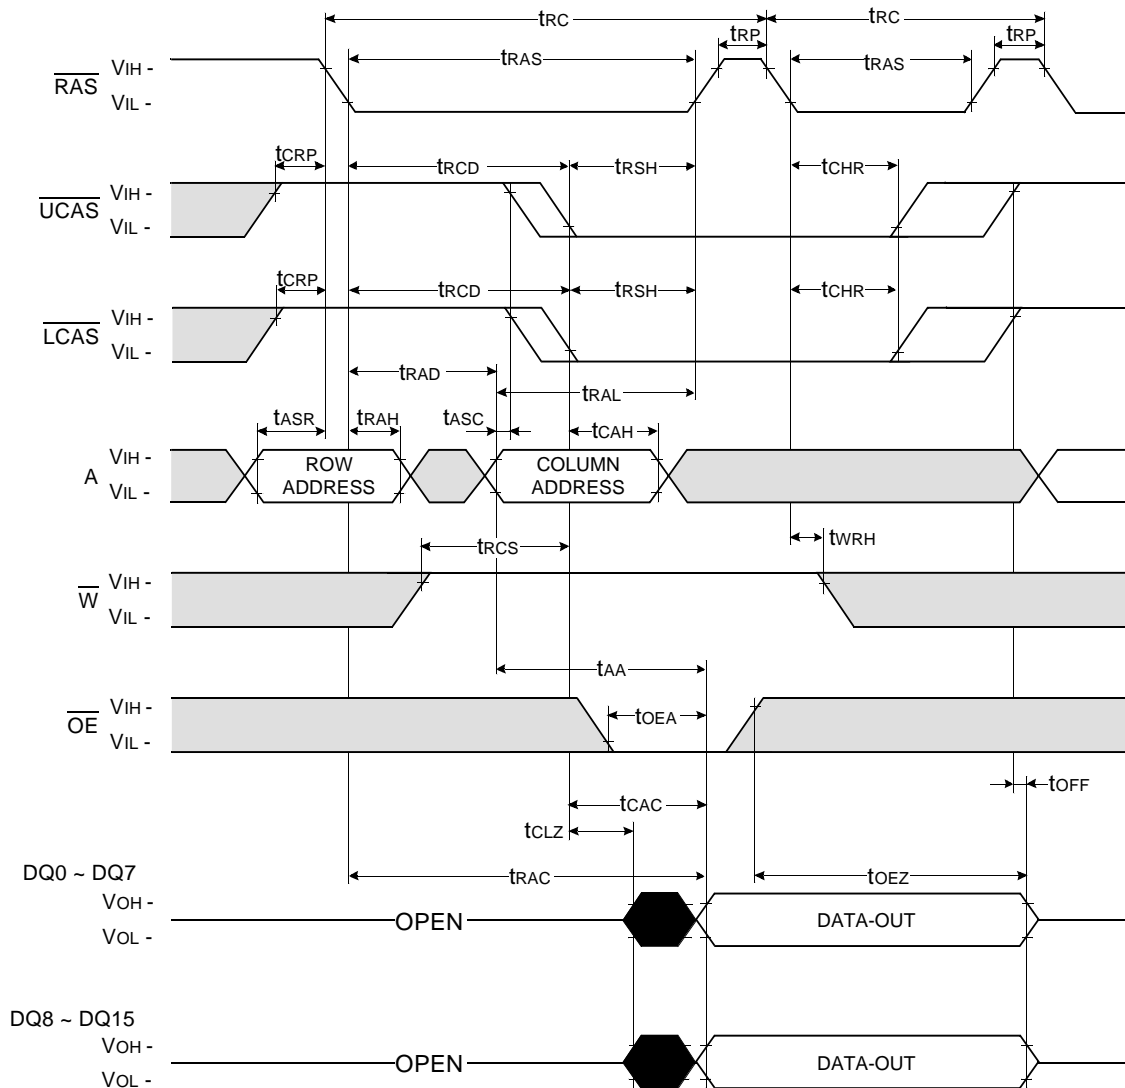 tRC tRC
tRP tRP
tRAS tRAS
RAS VIH -
VIL -
tCRP tRCD tRSH tCHR
UCAS VIH -
VIL -
tCRP tRCD tRSH tCHR
LCAS VIH -
VIL -
tRAD tRAL
tASR tRAH tASC tCAH
A VIH -
VIL -
ROW
ADDRESS
COLUMN
ADDRESS
tRCS tWRH
W VIH -
VIL -
tAA
OE VIH -
VIL -
tOEA
tOFF
tCAC
tCLZ
tRAC tOEZ
DQ0 ~ DQ7
VOH -
VOL -
OPEN DATA-OUT
DQ8 ~ DQ15
VOH -
VOL -
OPEN DATA-OUT